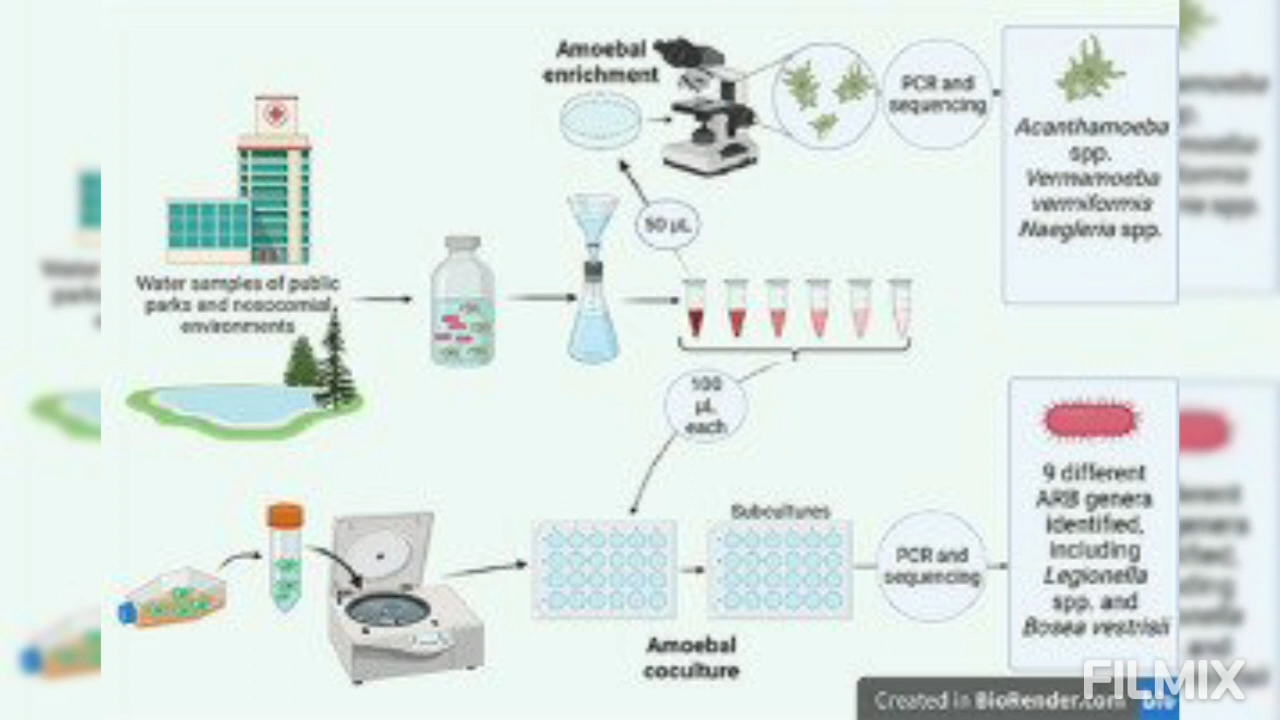 Amoebal
enrichment
PCR and
sequencing
Acanthamoeba
spp.
Vermamoeba
vermiformis
Naegleria spp.
50 µL
Water samples of public
parks and nosocomial
environments
100
µL
each
9 different
ARB genera
identified,
including
Legionella
spp. and
Bosea vestrisii
Subcultures
PCR and
sequencing
Amoebal
coculture
Created in BioRender.com
bio
FILMIX